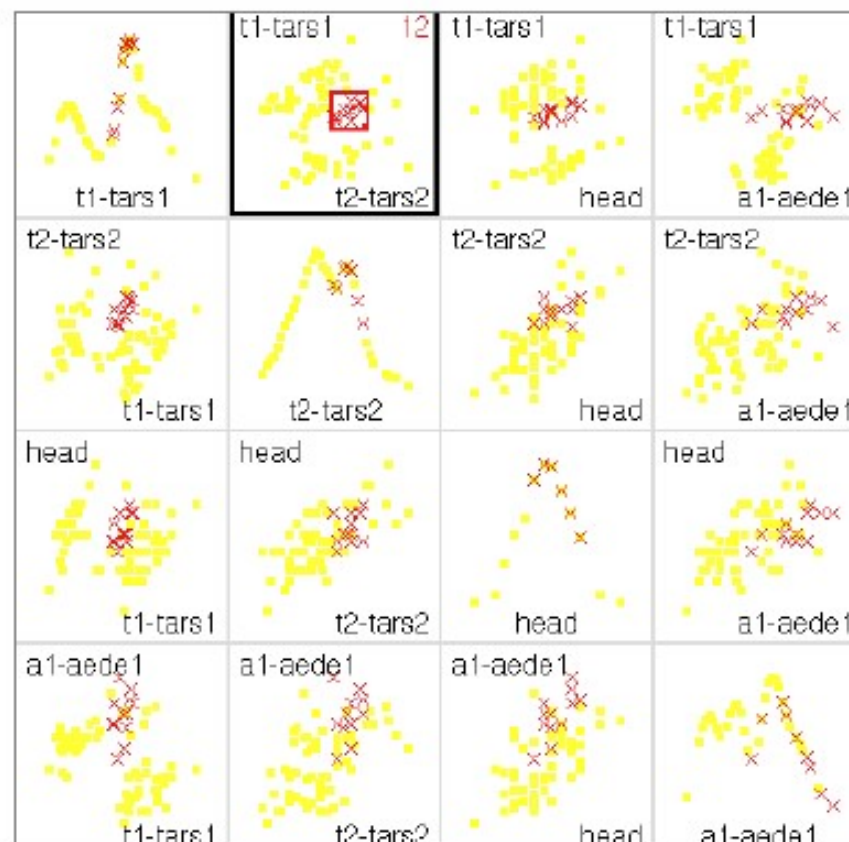 t1-tars1 12 t1-tars1 t1-tars1
t1-tars1 t2-tars2 head a1-aede1
t2-tars2 t2-tars2 t2-tars2
t1-tars1 t2-tars2 head a1-aede1
head head head
t1-tars1 t2-tars2 head a1-aede1
a1-aede1 a1-aede1 a1-aede1
t1-tars1 t2-tars2 head a1-aede1